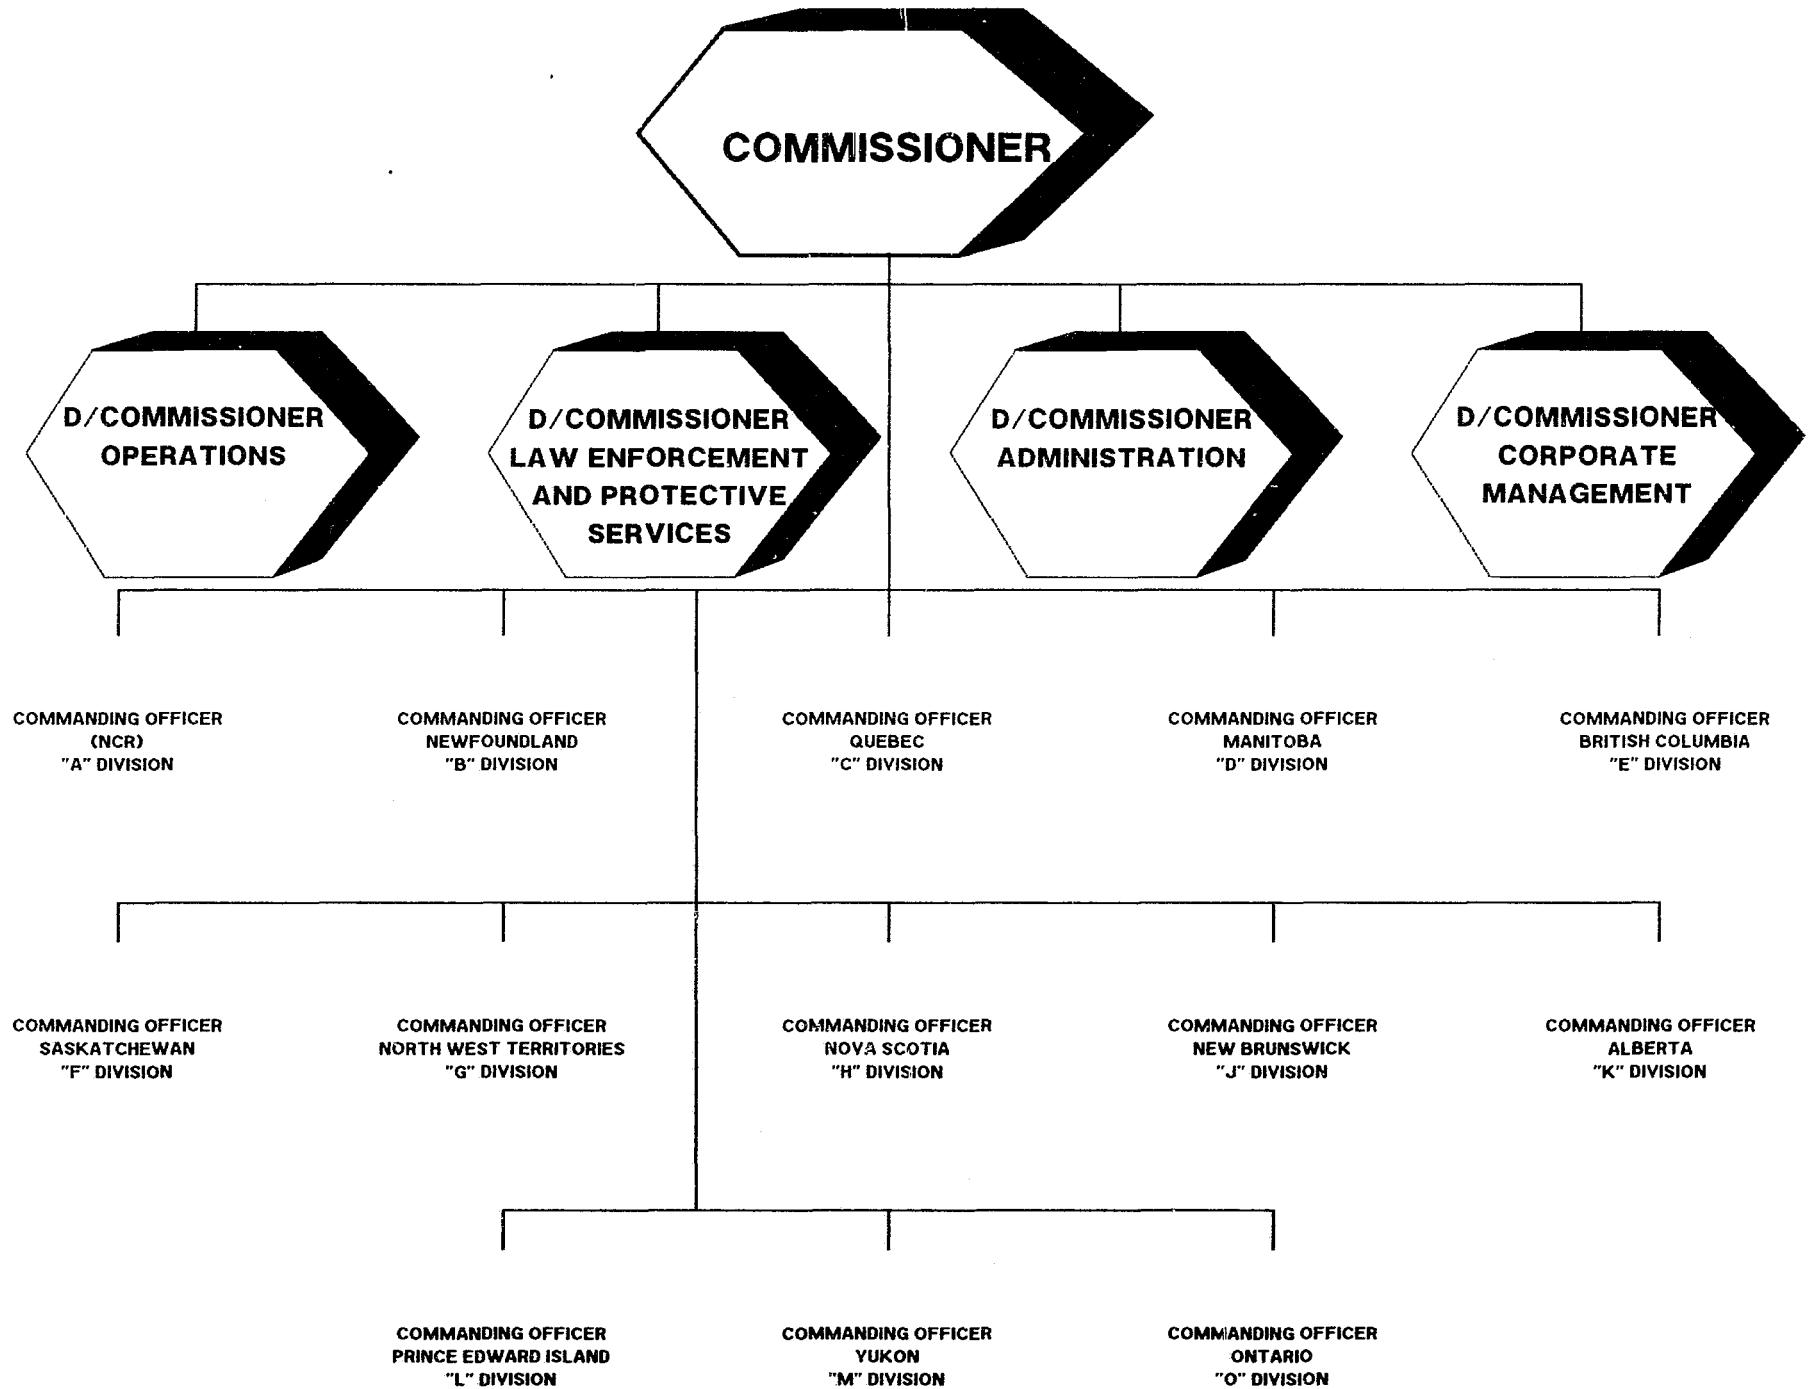 COMMISSIONER
D/COMMISSIONER
OPERATIONS
D/COMMISSIONER
LAW ENFORCEMENT
AND PROTECTIVE
SERVICES
D/COMMISSIONER
ADMINISTRATION
D/COMMISSIONER
CORPORATE
MANAGEMENT
COMMANDING OFFICER
(NCR)
"A" DIVISION
COMMANDING OFFICER
NEWFOUNDLAND
"B" DIVISION
COMMANDING OFFICER
QUEBEC
"C" DIVISION
COMMANDING OFFICER
MANITOBA
"D" DIVISION
COMMANDING OFFICER
BRITISH COLUMBIA
"E" DIVISION
COMMANDING OFFICER
SASKATCHEWAN
"F" DIVISION
COMMANDING OFFICER
NORTH WEST TERRITORIES
"G" DIVISION
COMMANDING OFFICER
NOVA SCOTIA
"H" DIVISION
COMMANDING OFFICER
NEW BRUNSWICK
"J" DIVISION
COMMANDING OFFICER
ALBERTA
"K" DIVISION
COMMANDING OFFICER
PRINCE EDWARD ISLAND
"L" DIVISION
COMMANDING OFFICER
YUKON
"M" DIVISION
COMMANDING OFFICER
ONTARIO
"O" DIVISION